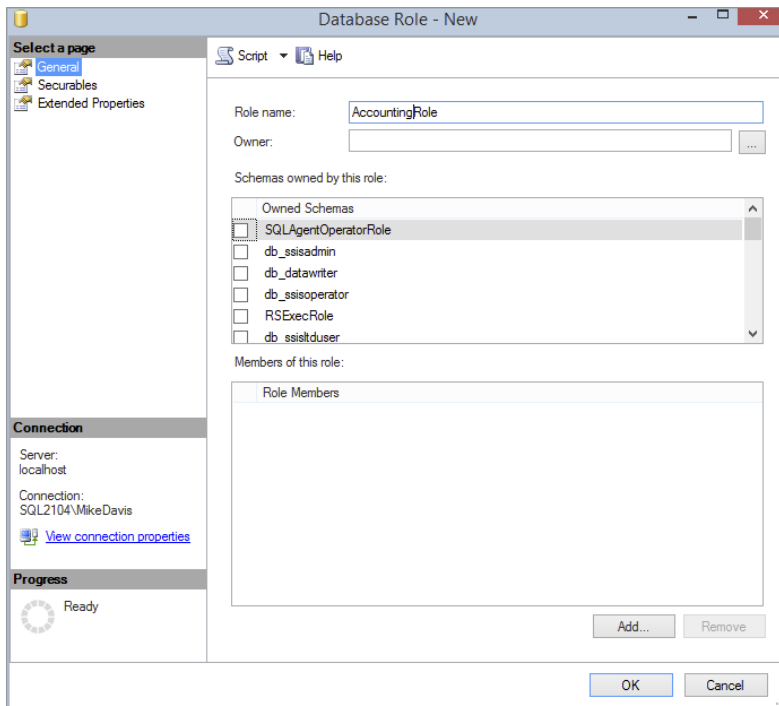 Database Role - New
Select a page
General
Securables
Extended Properties
Script
Help
Role name:
AccountingRole
Owner:
...
Schemas owned by this role:
Owned Schemas
SQLAgentOperatorRole
db_ssisadmin
db_datawriter
db_ssisoperator
RSExecRole
db_ssisltduser
Members of this role:
Role Members
Connection
Server:
localhost
Connection:
SQL2104\MikeDavis
View connection properties
Progress
Ready
Add...
Remove
OK
Cancel